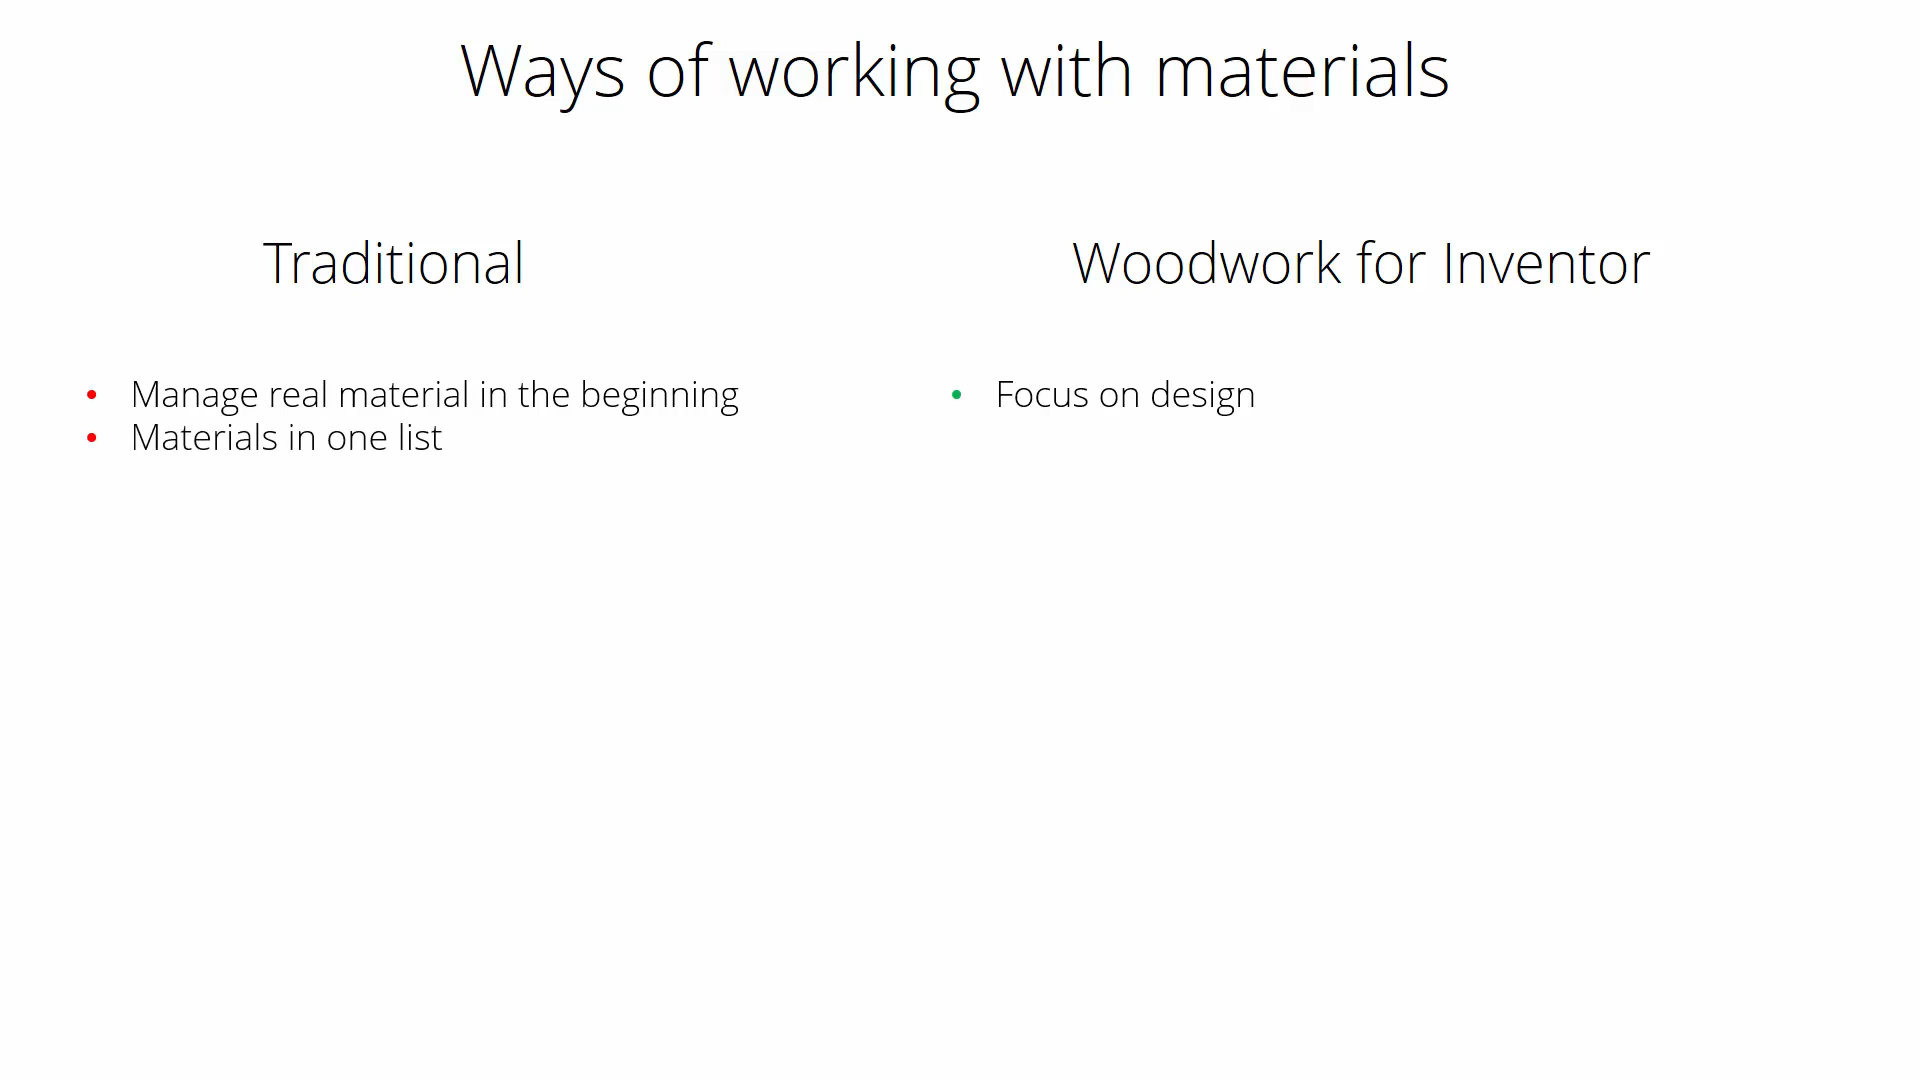 Ways of working with materials
Traditional
Manage real material in the beginning
Materials in one list
Woodwork for Inventor
Focus on design